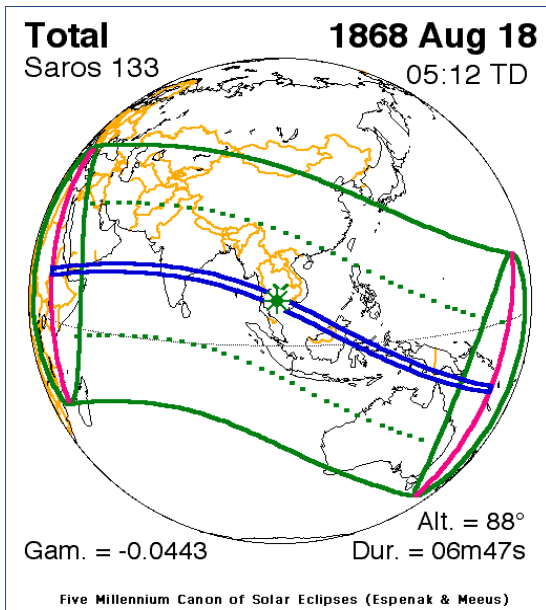 Total 1868 Aug 18
Saros 133 05:12 TD
Alt. = 88°
Gam. = -0.0443 Dur. = 06m47s
Five Millennium Canon of Solar Eclipses (Espenak & Meeus)